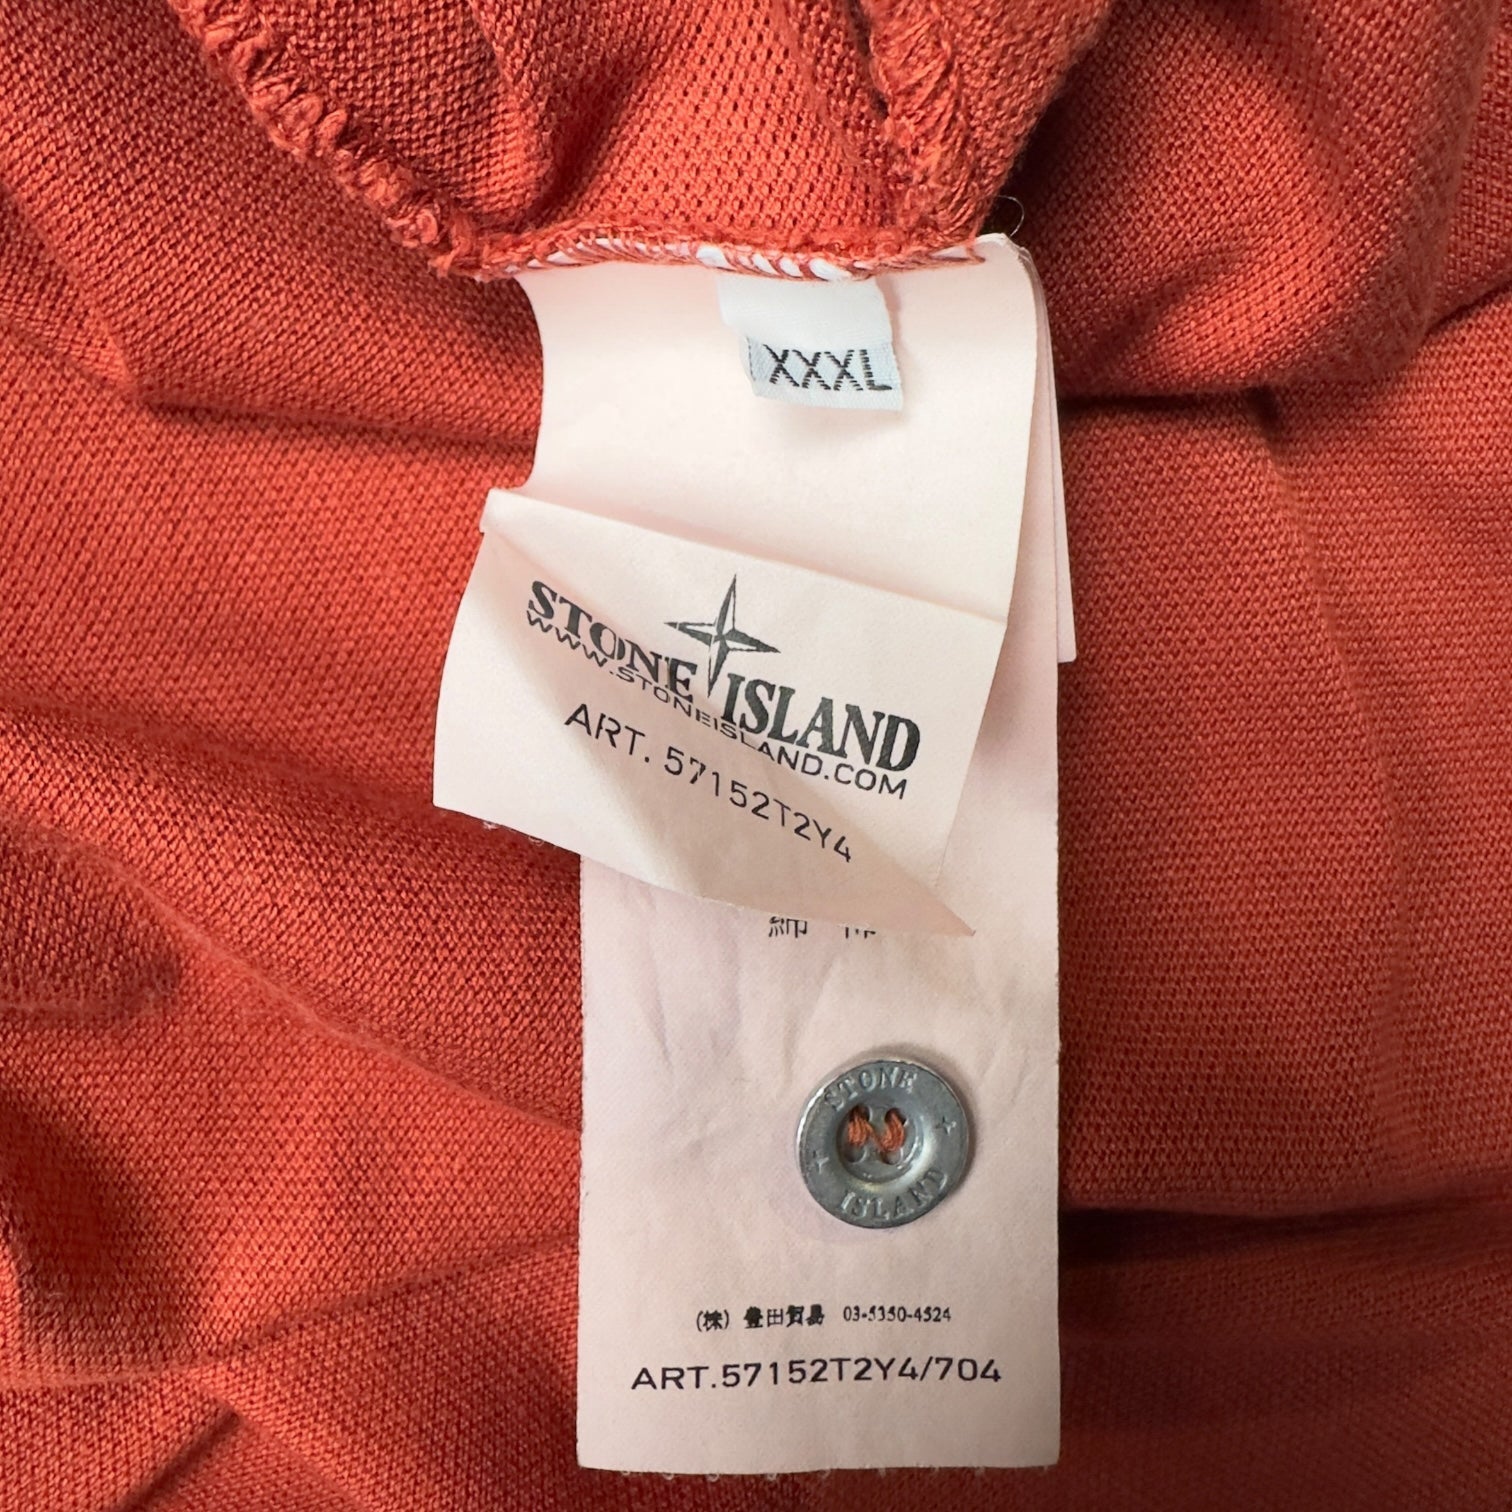 XXXL
STONE ISLAND
WWW.STONEISLAND.COM
ART. 57152T2Y4
STONE
ISLAND
(株) 豊田貿易 03-5350-4524
ART.57152T2Y4/704